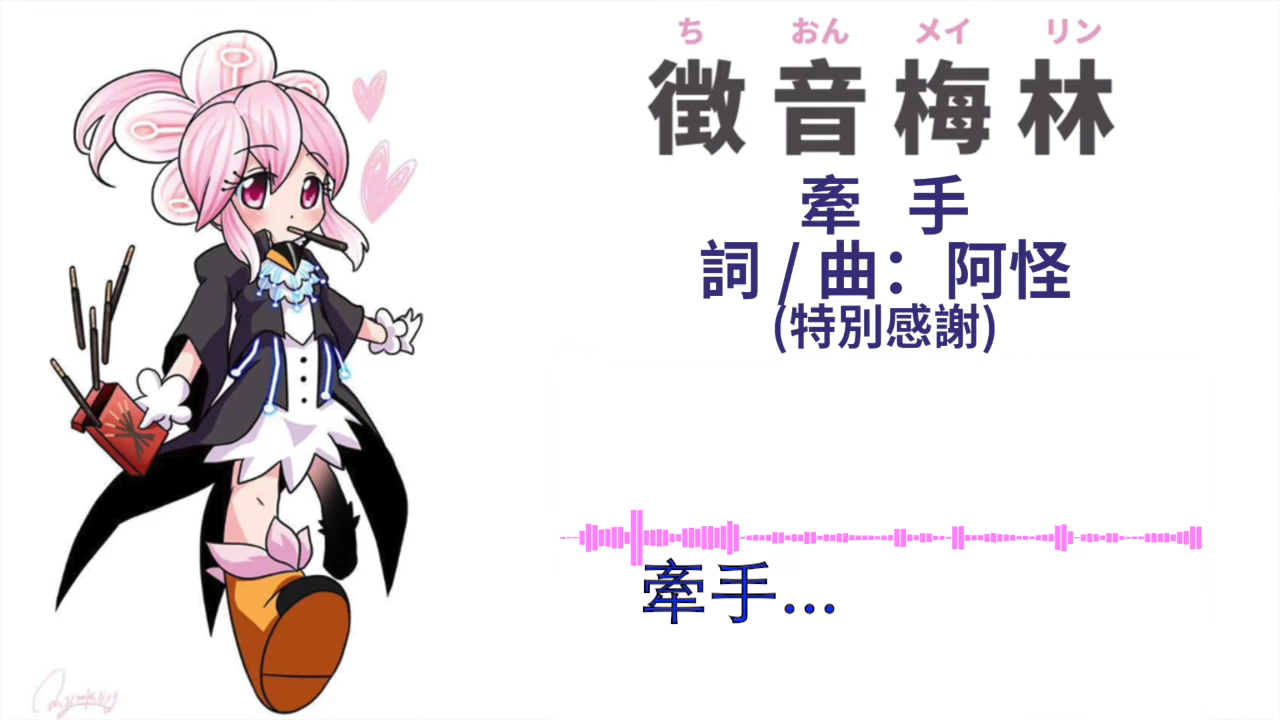 ち おん メイ リン
徵音梅林
牽 手
詞/曲：阿怪
(特別感謝)
牽手...